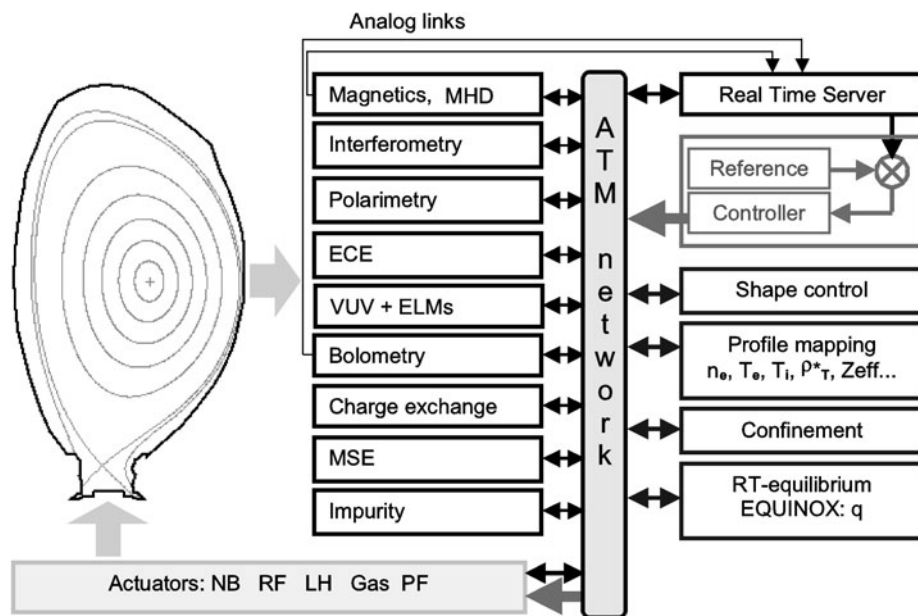 Analog links
Magnetics, MHD
Interferometry
Polarimetry
ECE
VUV + ELMs
Bolometry
Charge exchange
MSE
Impurity
Actuators: NB RF LH Gas PF
ATM network
Real Time Server
Reference
Controller
Shape control
Profile mapping
nₑ, Tₑ, Tᵢ, ρ*T, Zeff...
Confinement
RT-equilibrium
EQUINOX: q